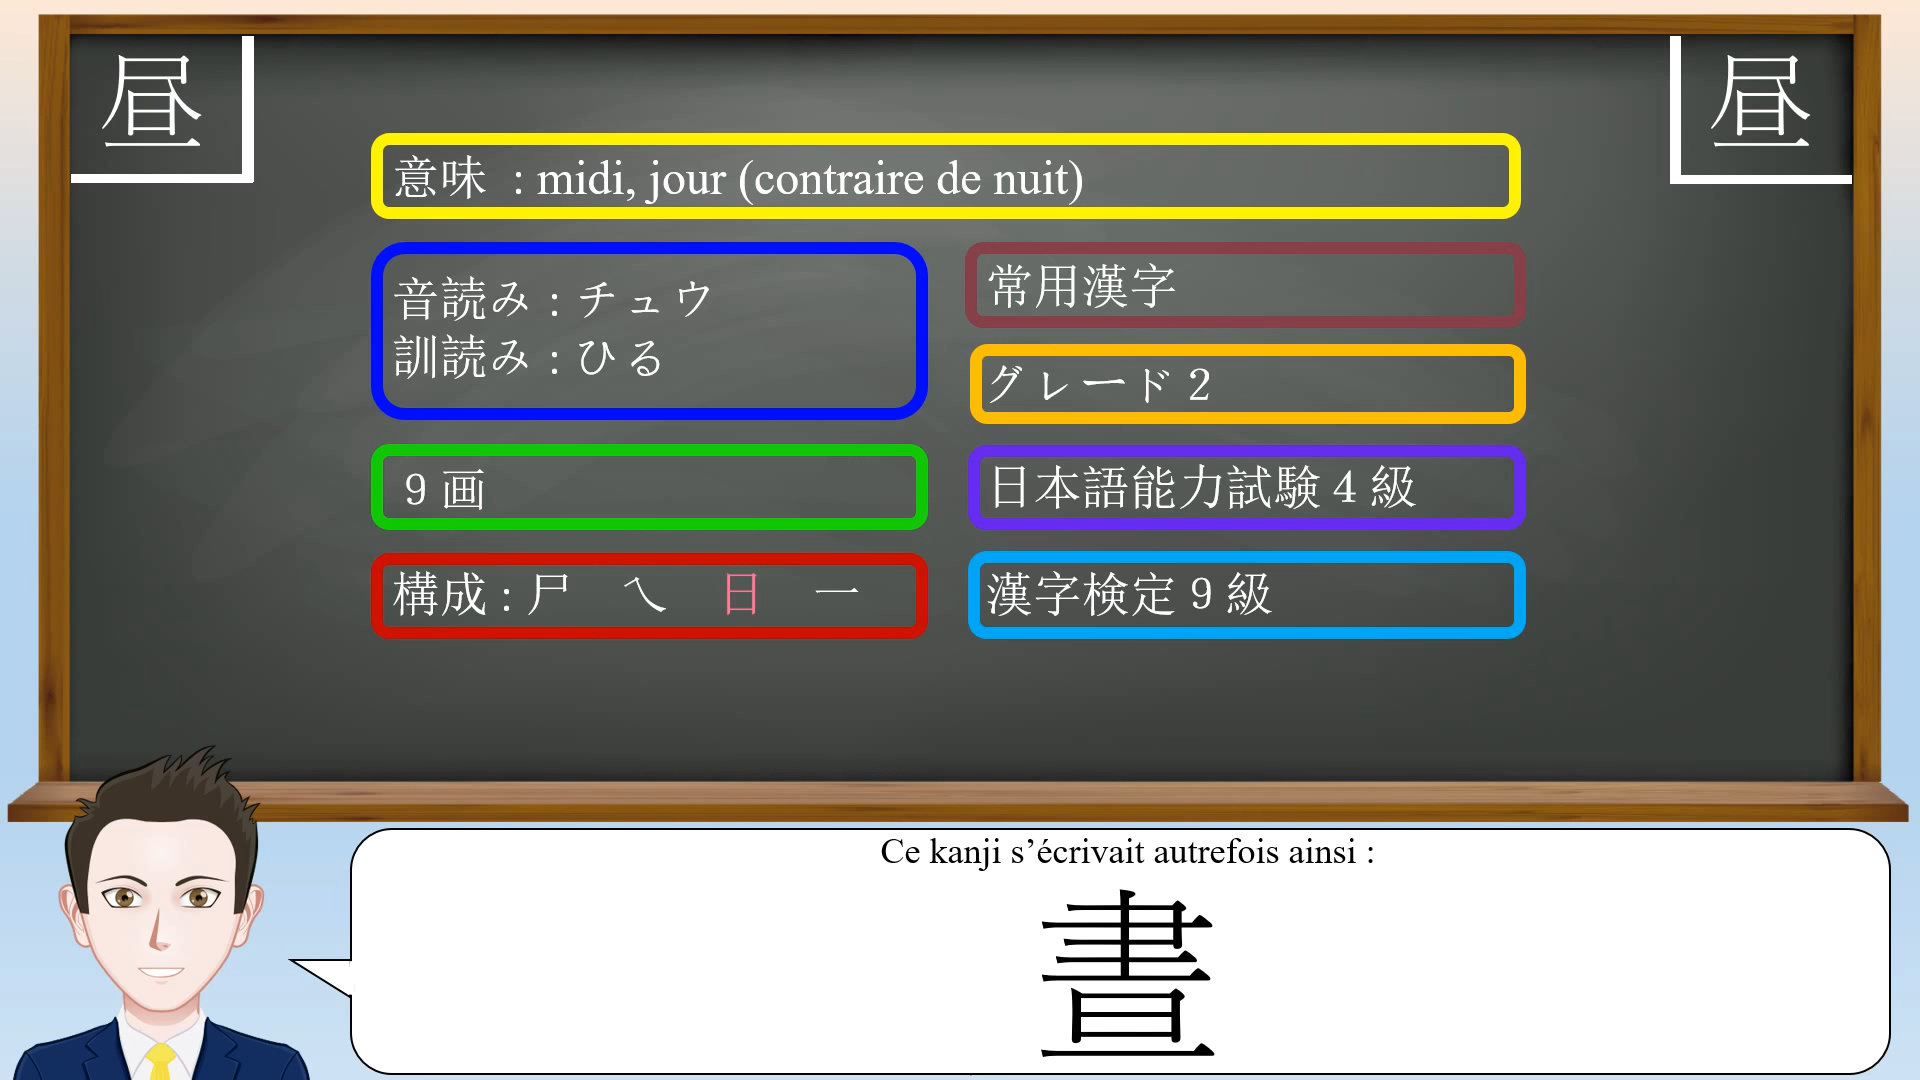 昼
昼
意味 : midi, jour (contraire de nuit)
音読み : チュウ
訓読み : ひる
常用漢字
グレード 2
9 画
日本語能力試験 4 級
構成 : 尸 乀 日 一
漢字検定 9 級
Ce kanji s’écrivait autrefois ainsi :
晝